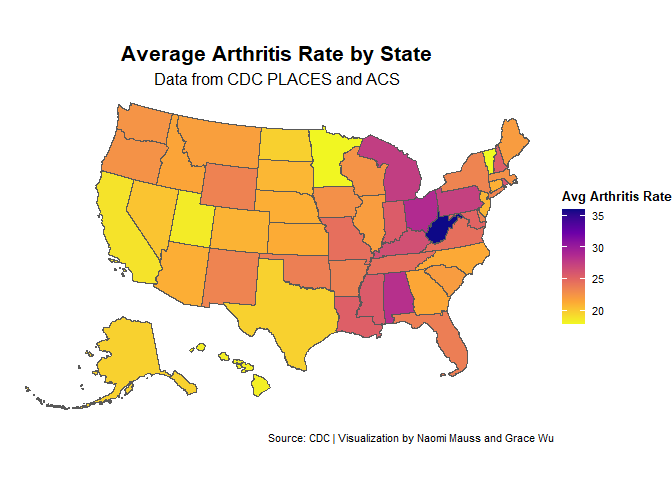 Average Arthritis Rate by State
Data from CDC PLACES and ACS
Avg Arthritis Rate
35
30
25
20
Source: CDC | Visualization by Naomi Mauss and Grace Wu